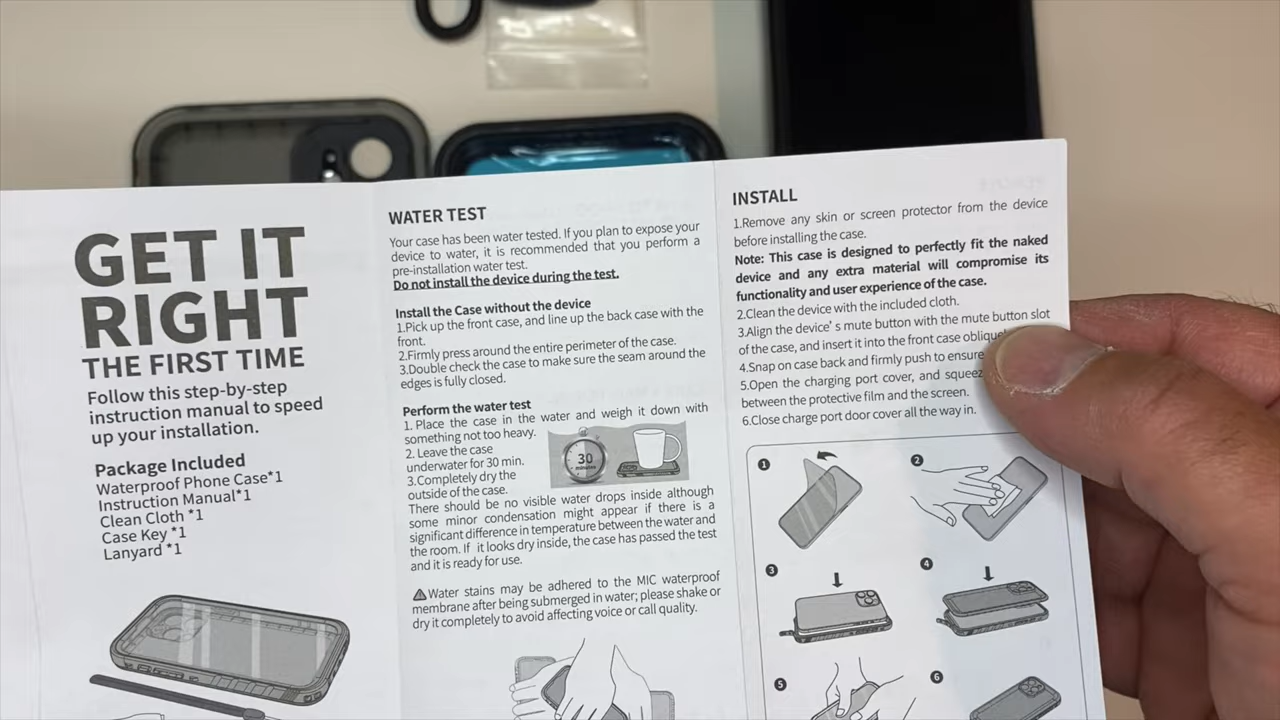 GET IT
RIGHT
THE FIRST TIME
Follow this step-by-step
instruction manual to speed
up your installation.
Package Included
Waterproof Phone Case*1
Instruction Manual*1
Clean Cloth *1
Case Key *1
Lanyard *1
WATER TEST
Your case has been water tested. If you plan to expose your
device to water, it is recommended that you perform a
pre-installation water test.
Do not install the device during the test.
Install the Case without the device
1.Pick up the front case, and line up the back case with the
front.
2.Firmly press around the entire perimeter of the case.
3.Double check the case to make sure the seam around the
edges is fully closed.
Perform the water test
1. Place the case in the water and weigh it down with
something not too heavy.
2. Leave the case
underwater for 30 min.
3.Completely dry the
outside of the case.
30
minutes
There should be no visible water drops inside although
some minor condensation might appear if there is a
significant difference in temperature between the water and
the room. If it looks dry inside, the case has passed the test
and it is ready for use.
Water stains may be adhered to the MIC waterproof
membrane after being submerged in water; please shake or
dry it completely to avoid affecting voice or call quality.
INSTALL
1.Remove any skin or screen protector from the device
before installing the case.
Note: This case is designed to perfectly fit the naked
device and any extra material will compromise its
functionality and user experience of the case.
2.Clean the device with the included cloth.
3.Align the device's mute button with the mute button slot
of the case, and insert it into the front case
4.Snap on case back and firmly push to ensure
5.Open the charging port cover, and
between the protective film and the screen.
6.Close charge port door cover all the way in.
1
2
3
4
5
6